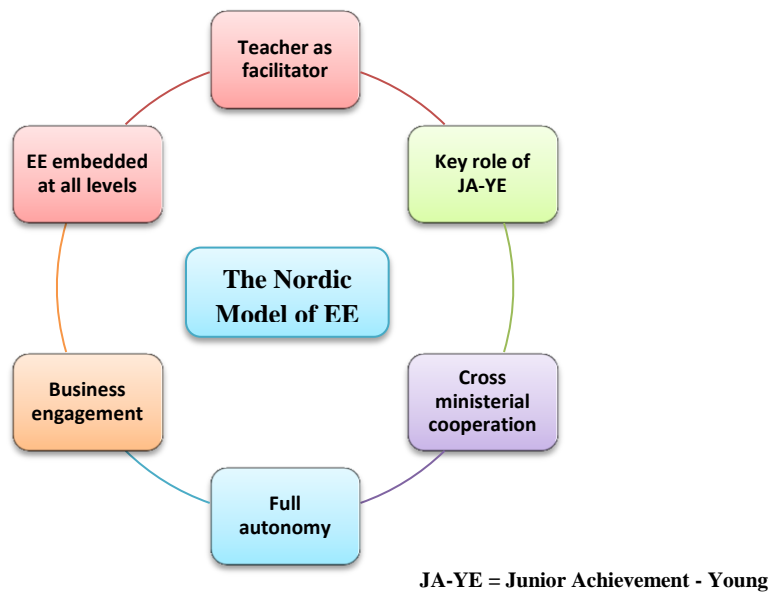 Teacher as
facilitator
EE embedded
at all levels
Key role of
JA-YE
The Nordic
Model of EE
Business
engagement
Cross
ministerial
cooperation
Full
autonomy
JA-YE = Junior Achievement - Young